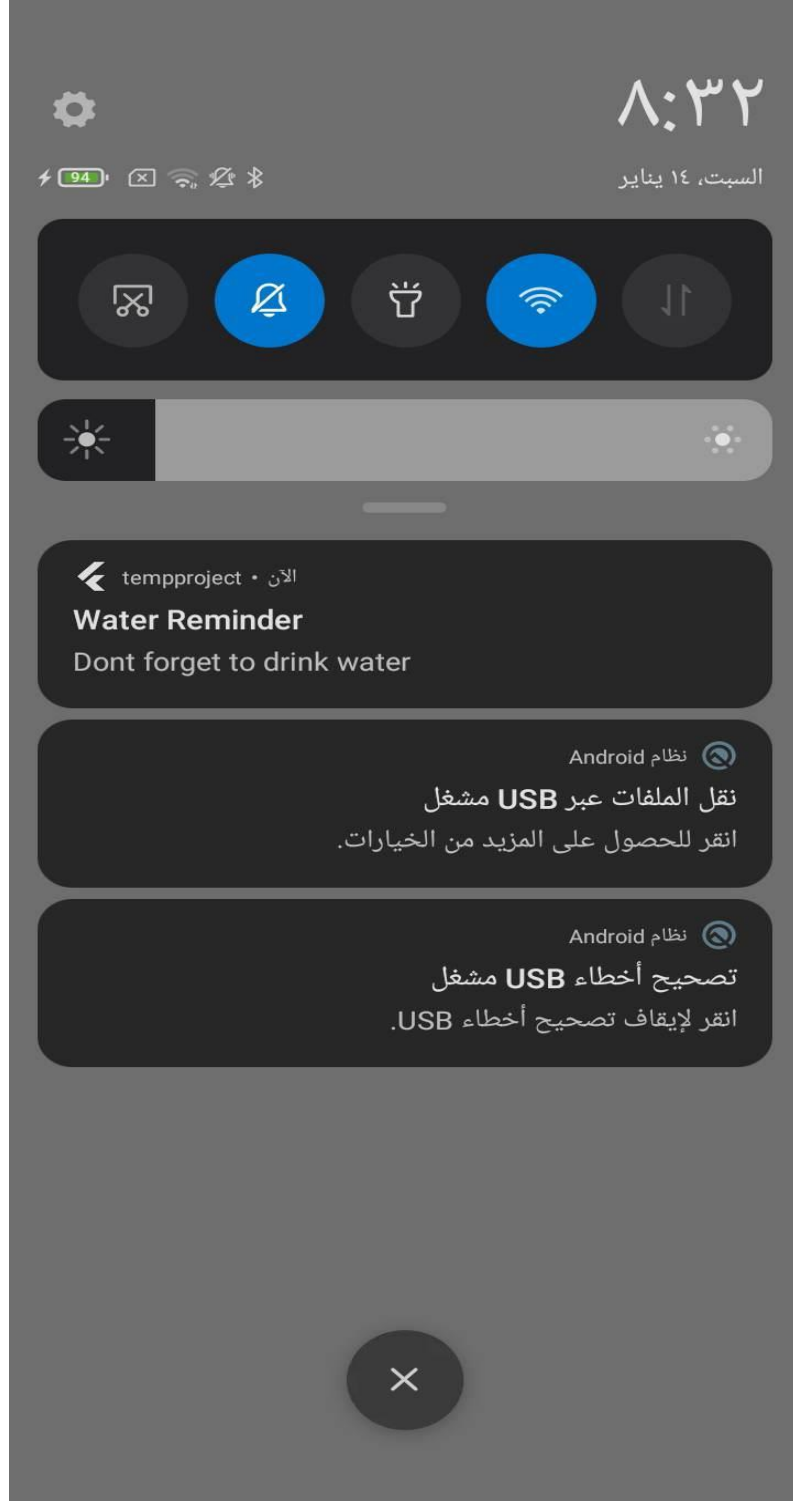 ٨:٣٢
السبت، ١٤ يناير
94
tempproject • الآن
Water Reminder
Dont forget to drink water
نظام Android
نقل الملفات عبر USB مشغل
انقر للحصول على المزيد من الخيارات.
نظام Android
تصحيح أخطاء USB مشغل
انقر لإيقاف تصحيح أخطاء USB.